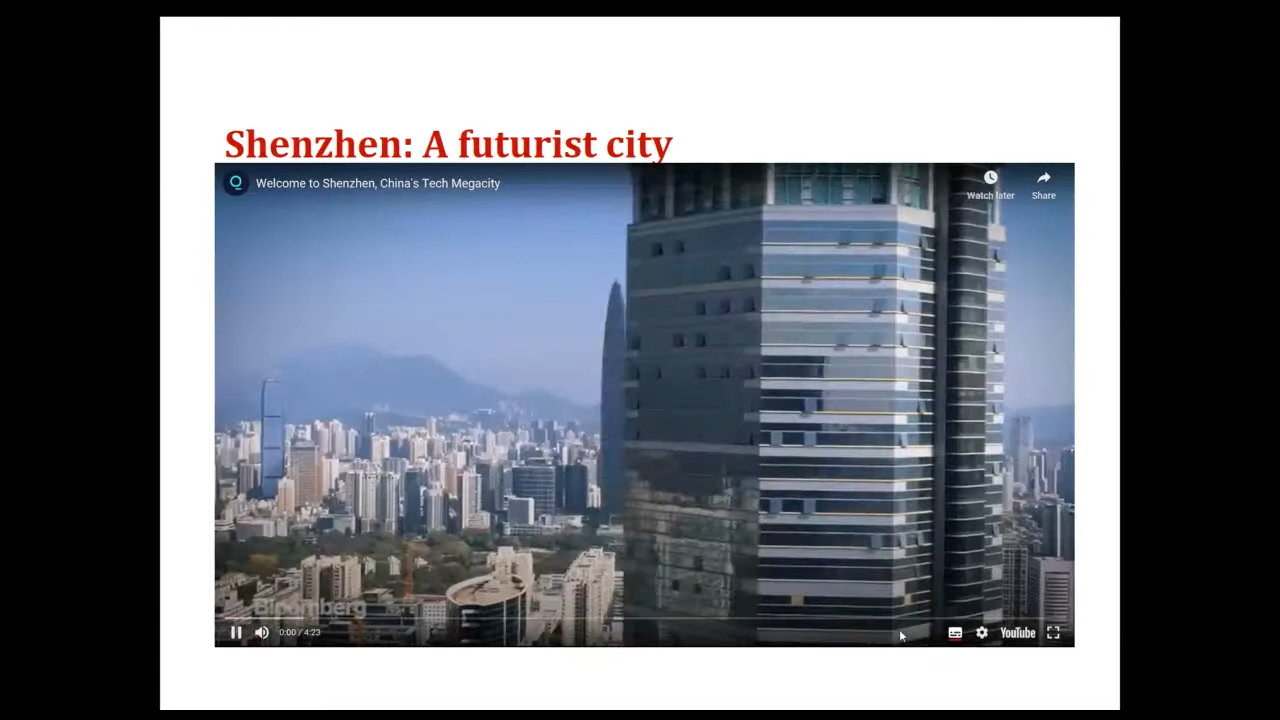 Shenzhen: A futurist city
Welcome to Shenzhen, China's Tech Megacity
Watch later
Share
Bloomberg
0:00 / 4:23
YouTube